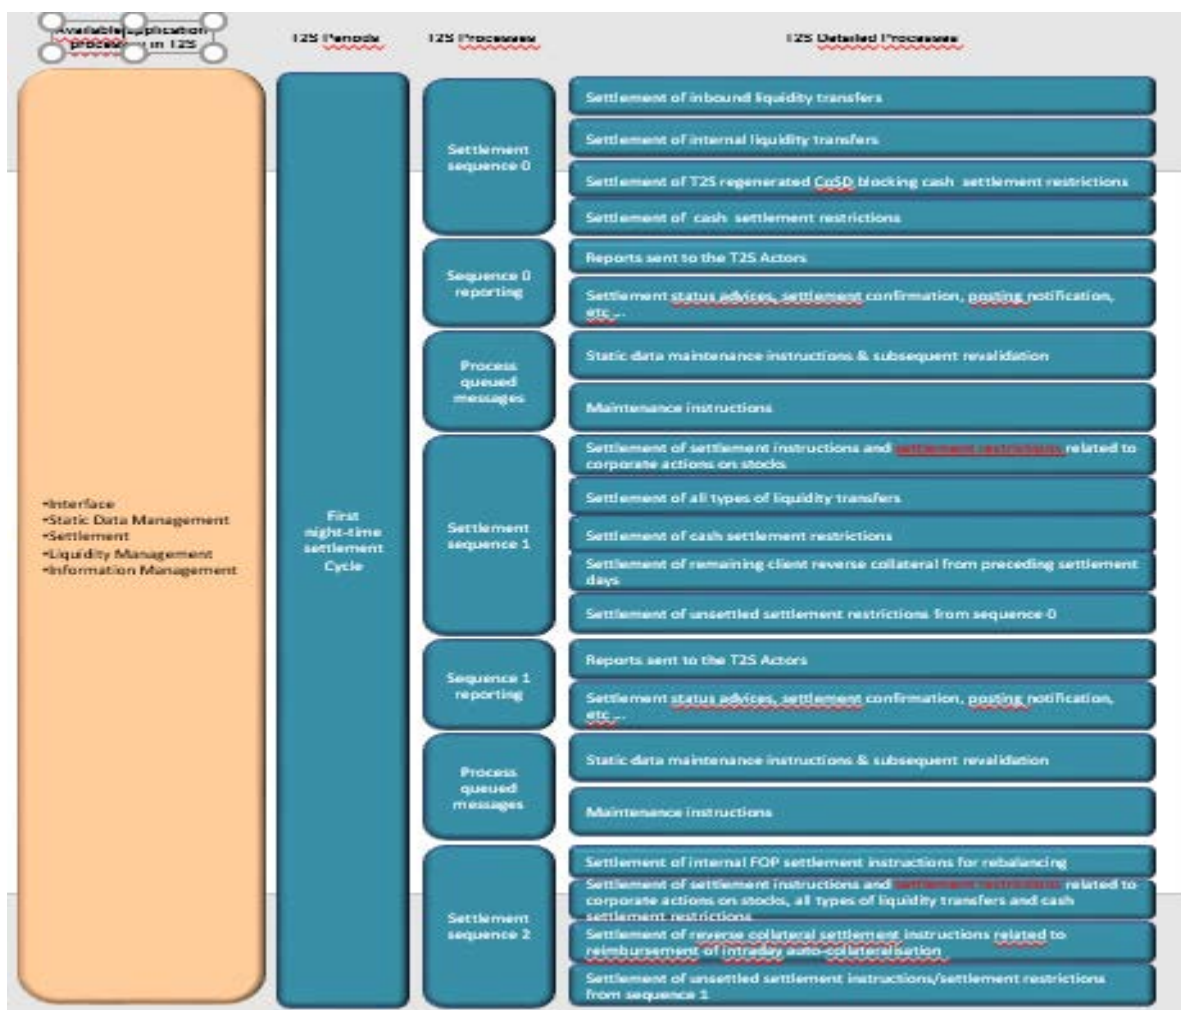 Available application
processes in T2S
T2S Periods
T2S Processes
T2S Detailed Processes
•Interface
•Static Data Management
•Settlement
•Liquidity Management
•Information Management
First
night-time
settlement
Cycle
Settlement
sequence 0
Settlement of inbound liquidity transfers
Settlement of internal liquidity transfers
Settlement of T2S regenerated CoSD blocking cash settlement restrictions
Settlement of cash settlement restrictions
Sequence 0
reporting
Reports sent to the T2S Actors
Settlement status advices, settlement confirmation, posting notification,
etc...
Process
queued
messages
Static data maintenance instructions & subsequent revalidation
Maintenance instructions
Settlement
sequence 1
Settlement of settlement instructions and settlement restrictions related to
corporate actions on stocks
Settlement of all types of liquidity transfers
Settlement of cash settlement restrictions
Settlement of remaining client reverse collateral from preceding settlement
days
Settlement of unsettled settlement restrictions from sequence 0
Sequence 1
reporting
Reports sent to the T2S Actors
Settlement status advices, settlement confirmation, posting notification,
etc...
Process
queued
messages
Static data maintenance instructions & subsequent revalidation
Maintenance instructions
Settlement
sequence 2
Settlement of internal FOP settlement instructions for rebalancing
Settlement of settlement instructions and settlement restrictions related to
corporate actions on stocks, all types of liquidity transfers and cash
settlement restrictions
Settlement of reverse collateral settlement instructions related to
reimbursement of intraday auto-collateralisation
Settlement of unsettled settlement instructions/settlement restrictions
from sequence 1